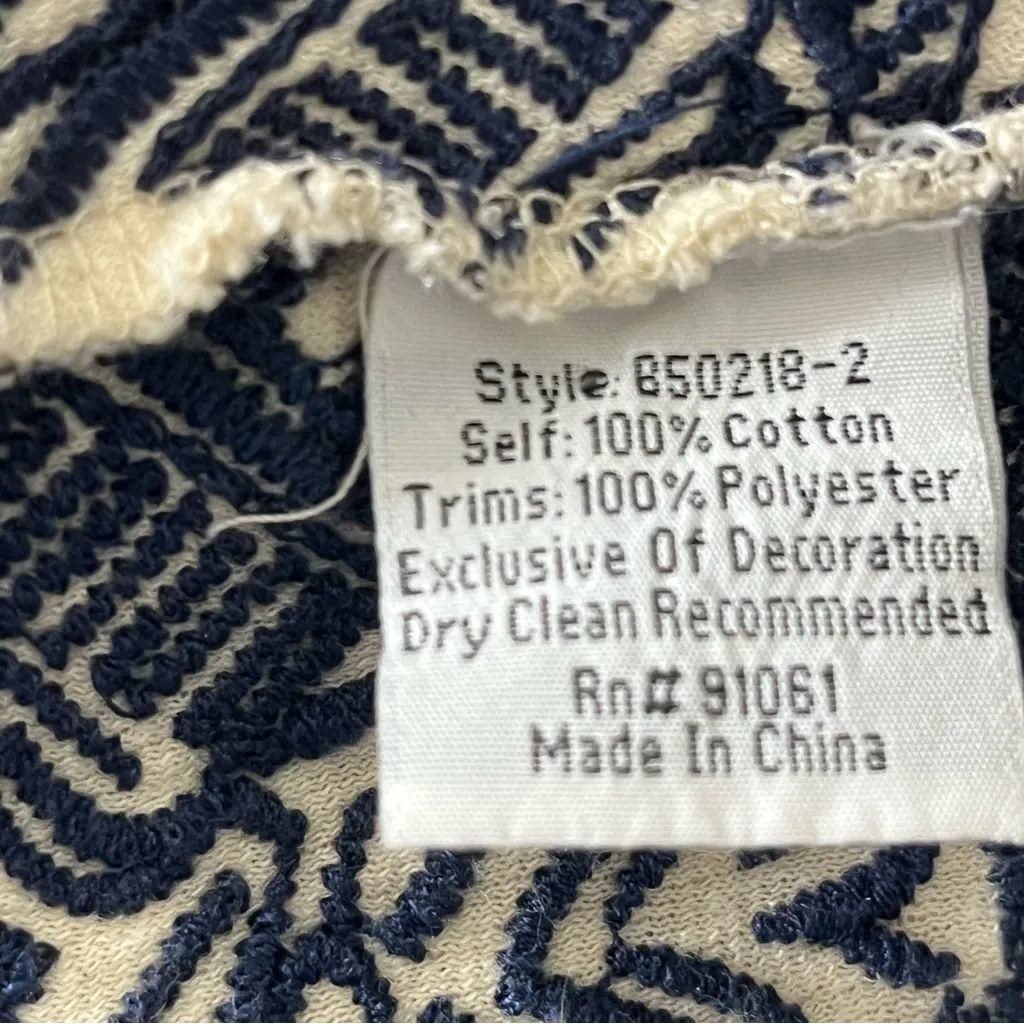 Style: 850218-2
Self: 100% Cotton
Trims: 100% Polyester
Exclusive Of Decoration
Dry Clean Recommended
Rn# 91061
Made In China